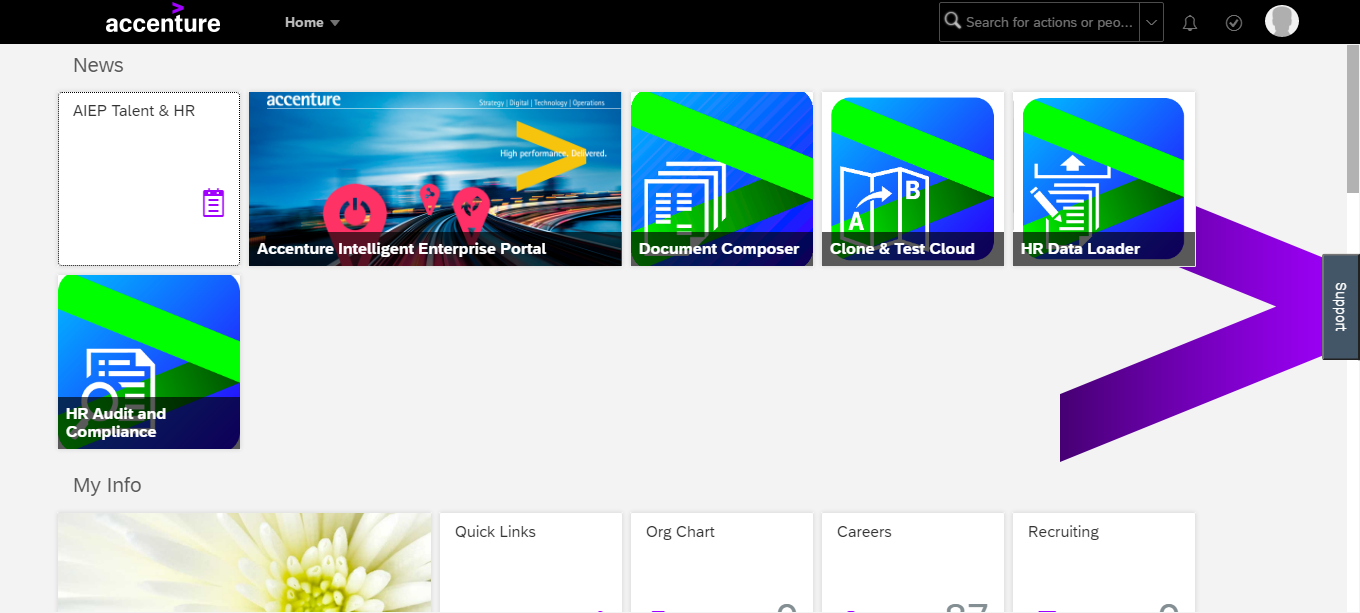 accenture
Home
Search for actions or peo...
News
AIEP Talent & HR
accenture
Strategy | Digital | Technology | Operations
High performance. Delivered.
Accenture Intelligent Enterprise Portal
Document Composer
A
B
Clone & Test Cloud
HR Data Loader
Support
HR Audit and
Compliance
My Info
Quick Links
Org Chart
Careers
Recruiting